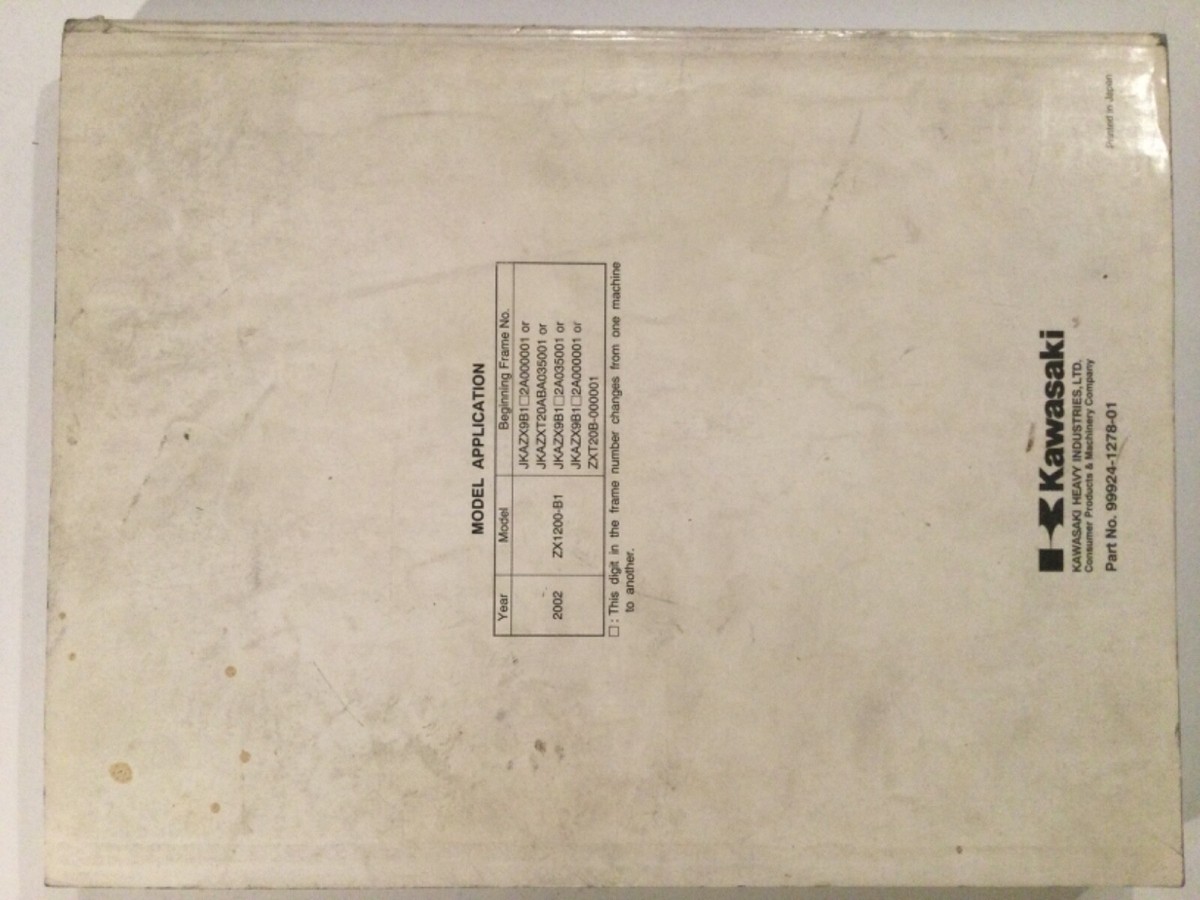 MODEL APPLICATION
Year Model Beginning Frame No.
2002 ZX1200-B1 JKAZX9B1□2A000001 or
JKAZXT20ABA035001 or
JKAZX9B1□2A035001 or
JKAZX9B1□2A000001 or
ZXT20B-000001
□ : This digit in the frame number changes from one machine
to another.
Kawasaki
KAWASAKI HEAVY INDUSTRIES, LTD.
Consumer Products & Machinery Company
Part No. 99924-1278-01
Printed in Japan